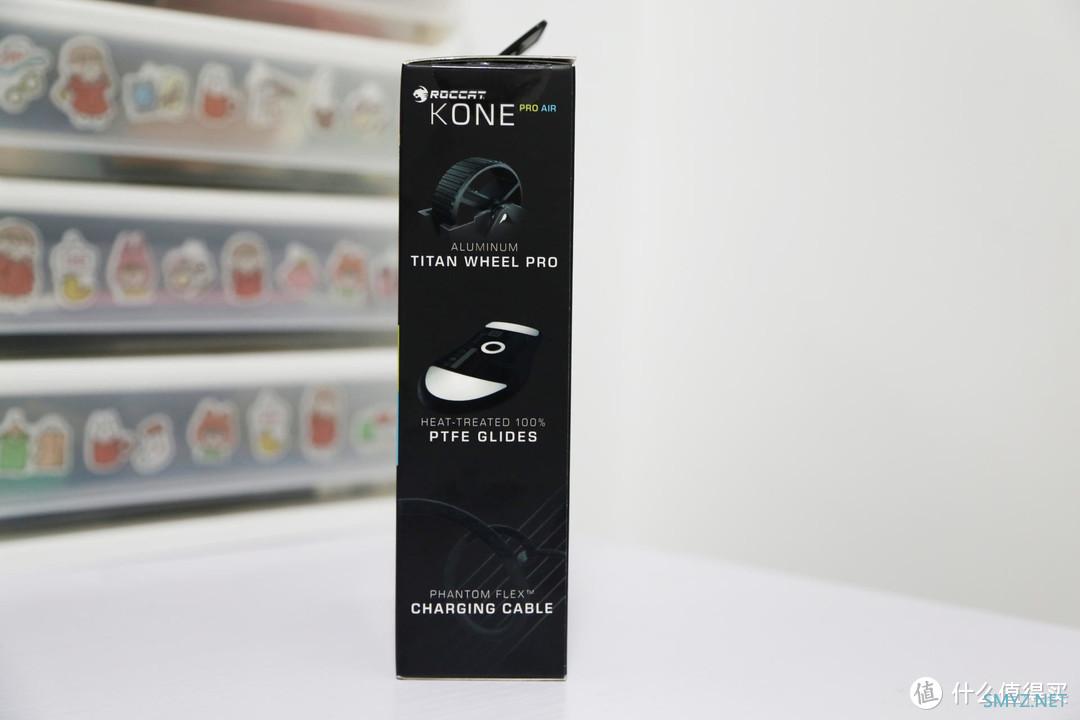 ROCCAT
KONE PRO AIR
ALUMINUM
TITAN WHEEL PRO
HEAT-TREATED 100%
PTFE GLIDES
PHANTOM FLEX™
CHARGING CABLE
值 什么值得买
SMYZ.NET